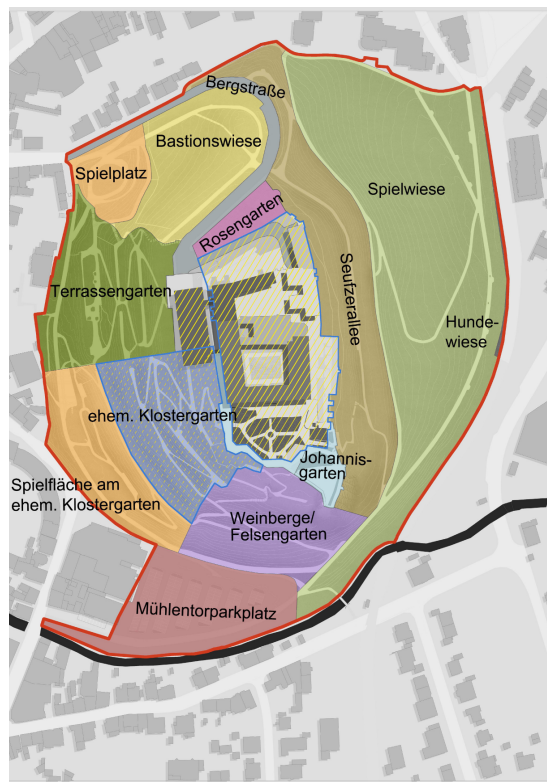 Bergstraße
Bastionswiese
Spielplatz
Spielwiese
Rosengarten
Seufzerallee
Terrassengarten
Hunde-
wiese
ehem. Klostergarten
Johannis-
garten
Spielfläche am
ehem. Klostergarten
Weinberge/
Felsengarten
Mühlentorparkplatz